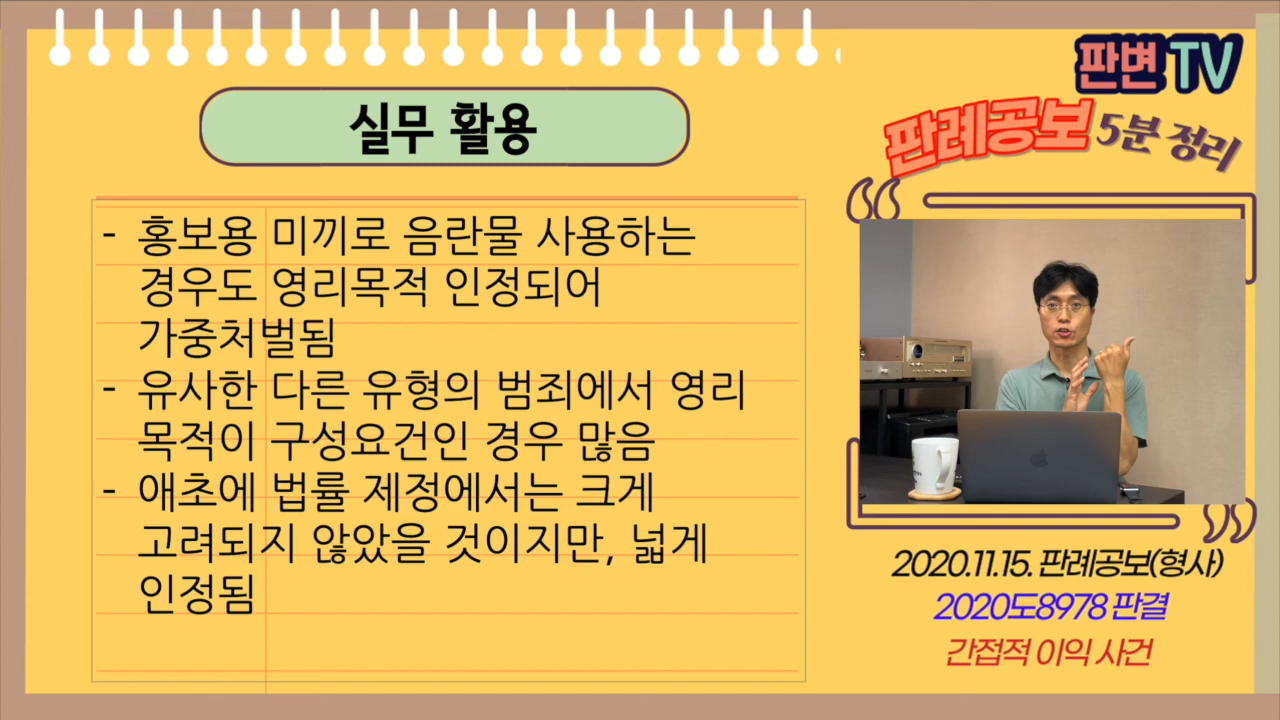 판변 TV
판례공보 5분 정리
실무 활용
- 홍보용 미끼로 음란물 사용하는
경우도 영리목적 인정되어
가중처벌됨
- 유사한 다른 유형의 범죄에서 영리
목적이 구성요건인 경우 많음
- 애초에 법률 제정에서는 크게
고려되지 않았을 것이지만, 넓게
인정됨
2020.11.15. 판례공보(형사)
2020도8978 판결
간접적 이익 사건